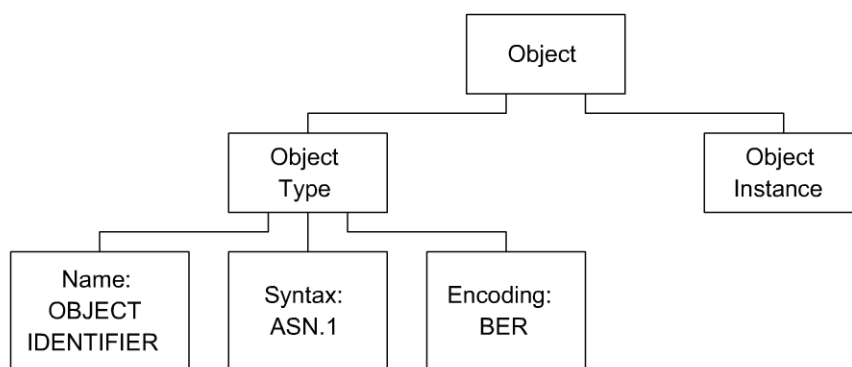 Object
Object
Type
Object
Instance
Name:
OBJECT
IDENTIFIER
Syntax:
ASN.1
Encoding:
BER